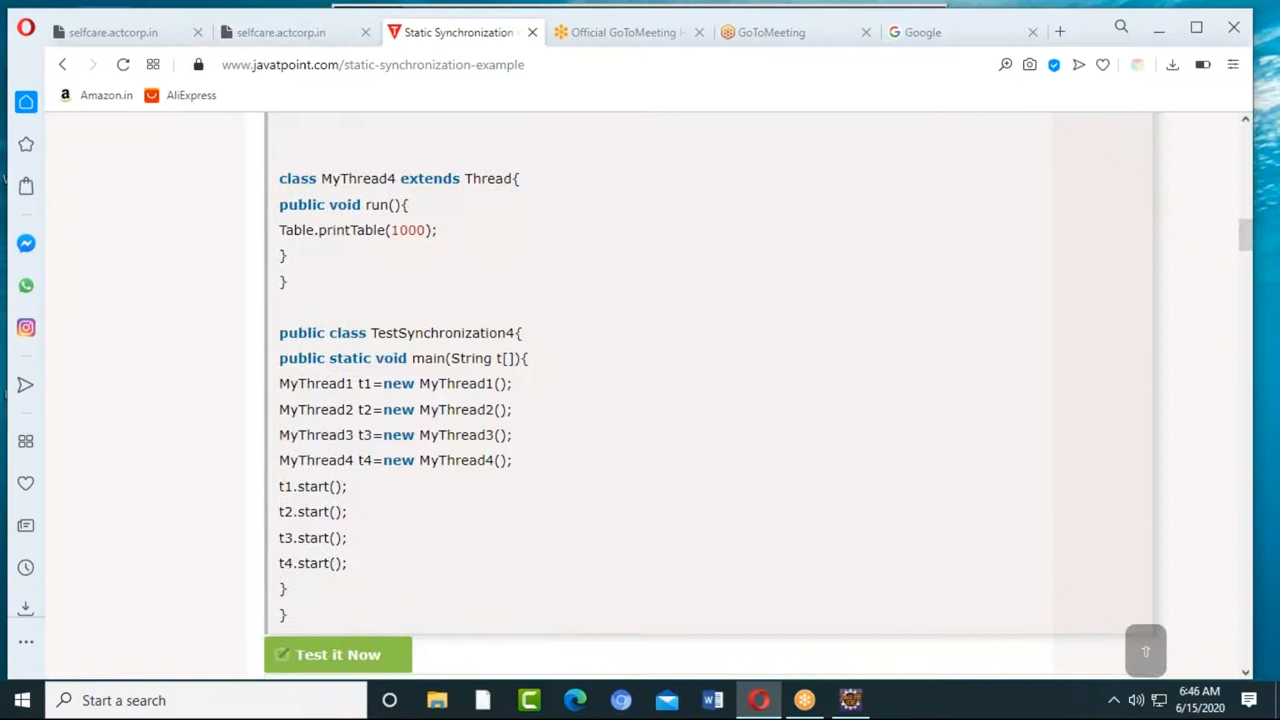 selfcare.actcorp.in
selfcare.actcorp.in
Static Synchronization
Official GoToMeeting
GoToMeeting
Google
www.javatpoint.com/static-synchronization-example
Amazon.in
AliExpress
class MyThread4 extends Thread{
public void run(){
Table.printTable(1000);
}
}
public class TestSynchronization4{
public static void main(String t[]){
MyThread1 t1=new MyThread1();
MyThread2 t2=new MyThread2();
MyThread3 t3=new MyThread3();
MyThread4 t4=new MyThread4();
t1.start();
t2.start();
t3.start();
t4.start();
}
}
Test it Now
Start a search
6:46 AM
6/15/2020